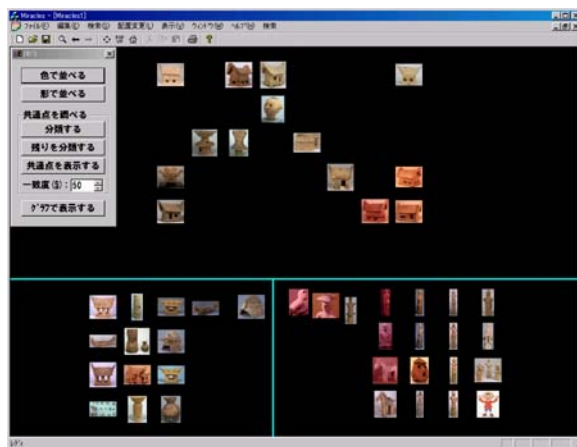 Miracles - [Miracles1]
ファイル(F) 編集(E) 検索(S) 配置変更(L) 表示(V) ウィンドウ(W) ヘルプ(H) 検索
色で並べる
形で並べる
共通点を調べる
分類する
残りを分類する
共通点を表示する
一致度(%): 50
グラフで表示する
レディ